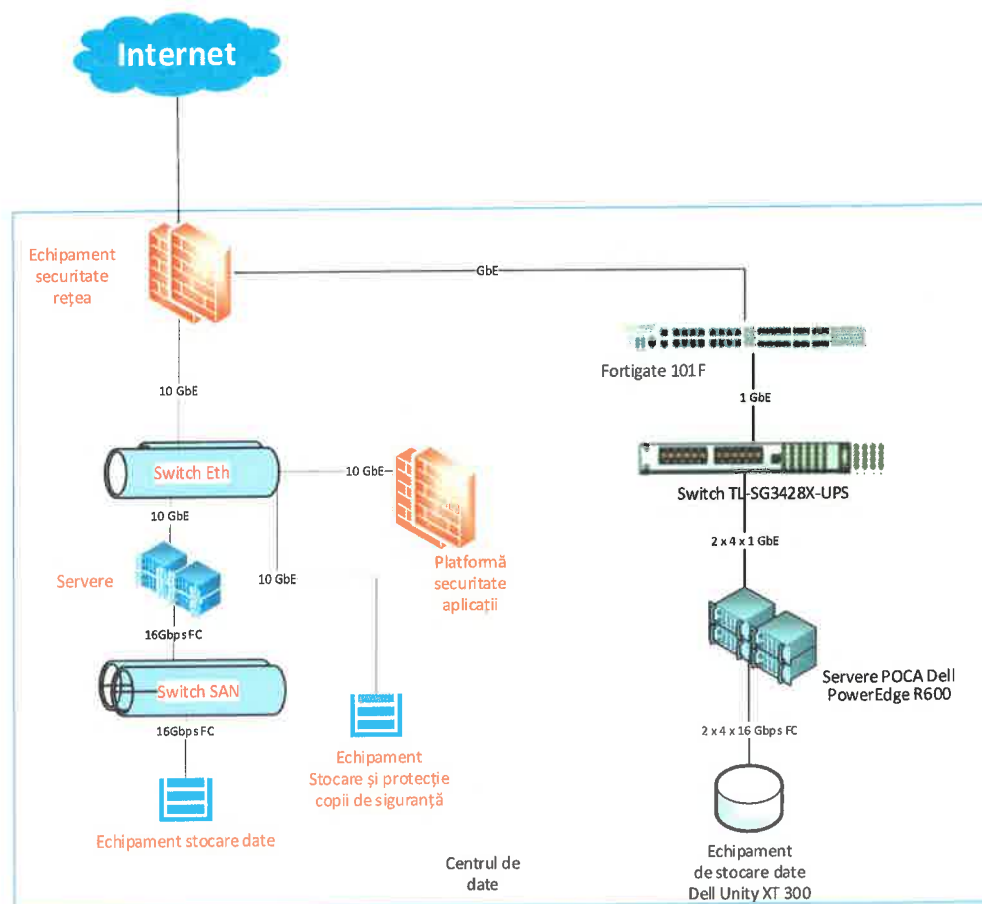 Internet
Echipament
securitate
rețea
GbE
Fortigate 101F
10 GbE
1 GbE
Switch Eth
10 GbE
Switch TL-SG3428X-UPS
10 GbE
2 x 4 x 1 GbE
Platformă
securitate
aplicații
Servere
10 GbE
16Gbps FC
Servere POCA Dell
PowerEdge R600
Switch SAN
16Gbps FC
2 x 4 x 16 Gbps FC
Echipament
Stocare și protecție
copii de siguranță
Echipament stocare date
Echipament
de stocare date
Dell Unity XT 300
Centrul de
date